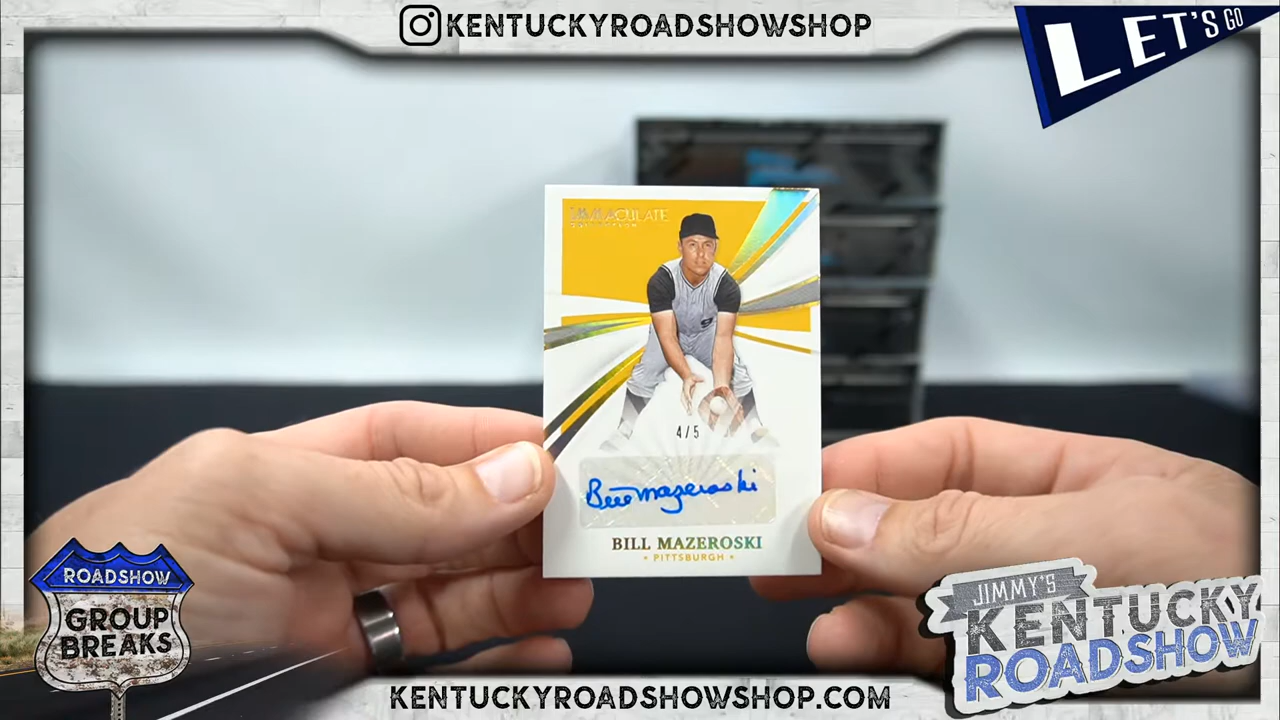 KENTUCKYROADSHOWSHOP
LET'S GO
IMMACULATE
COLLECTION
4/5
Bill Mazeroski
BILL MAZEROSKI
• PITTSBURGH •
ROADSHOW
GROUP
BREAKS
JIMMY'S
KENTUCKY
ROADSHOW
KENTUCKYROADSHOWSHOP.COM